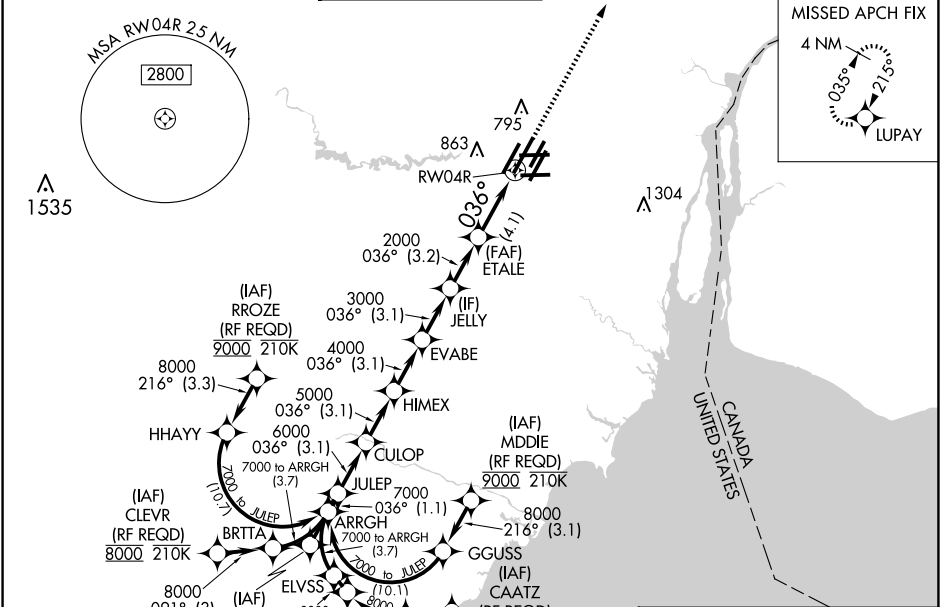 MSA RW04R 25 NM
2800
1535
MISSED APCH FIX
4 NM
035°
215°
LUPAY
795
863
RW04R
1304
036°
(4.1)
(FAF)
ETALE
2000
036° (3.2)
(IF)
JELLY
3000
036° (3.1)
EVABE
4000
036° (3.1)
HIMEX
5000
036° (3.1)
CULOP
6000
036° (3.1)
JULEP
7000
036° (1.1)
ARRGH
(IAF)
RROZE
(RF REQD)
9000 210K
8000
216° (3.3)
HHAYY
7000 to JULEP
(10.7)
7000 to ARRGH
(3.7)
(IAF)
CLEVR
(RF REQD)
8000 210K
BRTTA
8000
091° (2)
(IAF)
ELVSS
7000 to ARRGH
(3.7)
7000 to JULEP
(10.1)
8000
(IAF)
MDDIE
(RF REQD)
9000 210K
8000
216° (3.1)
GGUSS
(IAF)
CAATZ
(RF REQD)
CANADA
UNITED STATES